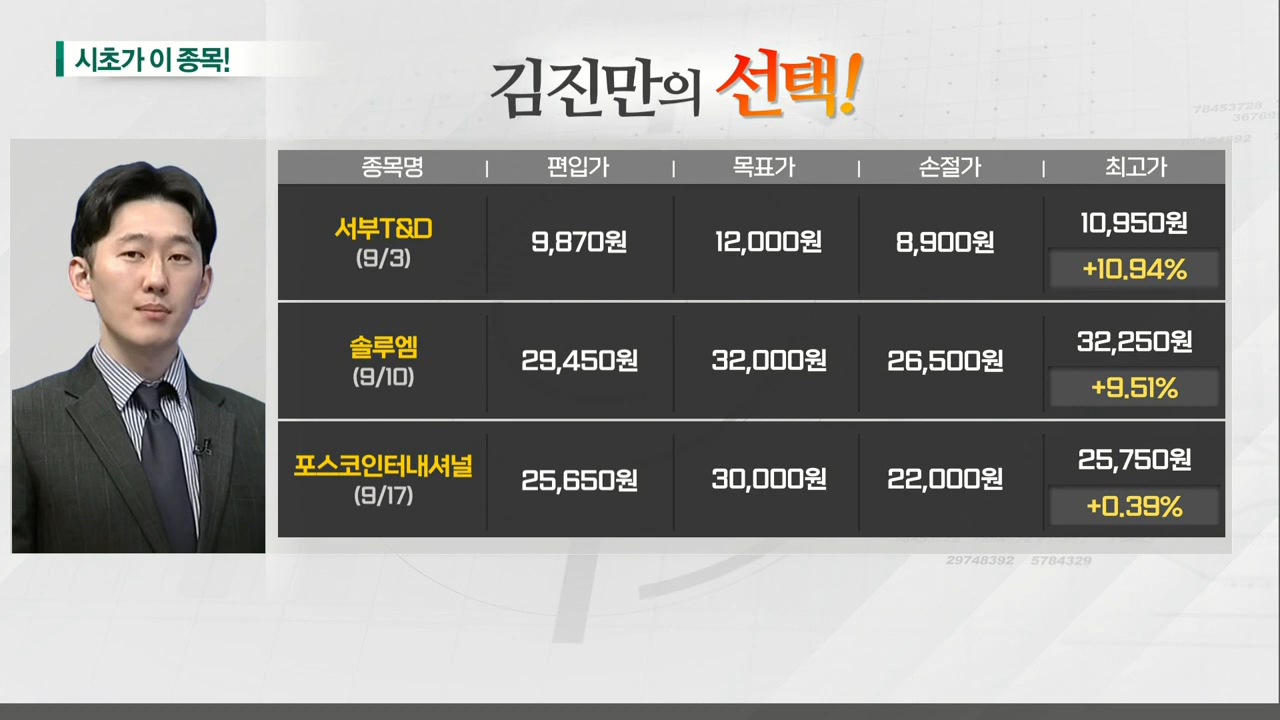 시초가 이 종목!
김진만의 선택!
종목명 | 편입가 | 목표가 | 손절가 | 최고가
서부T&D
(9/3)
9,870원
12,000원
8,900원
10,950원
+10.94%
솔루엠
(9/10)
29,450원
32,000원
26,500원
32,250원
+9.51%
포스코인터내셔널
(9/17)
25,650원
30,000원
22,000원
25,750원
+0.39%
78453728
29748392 5784329